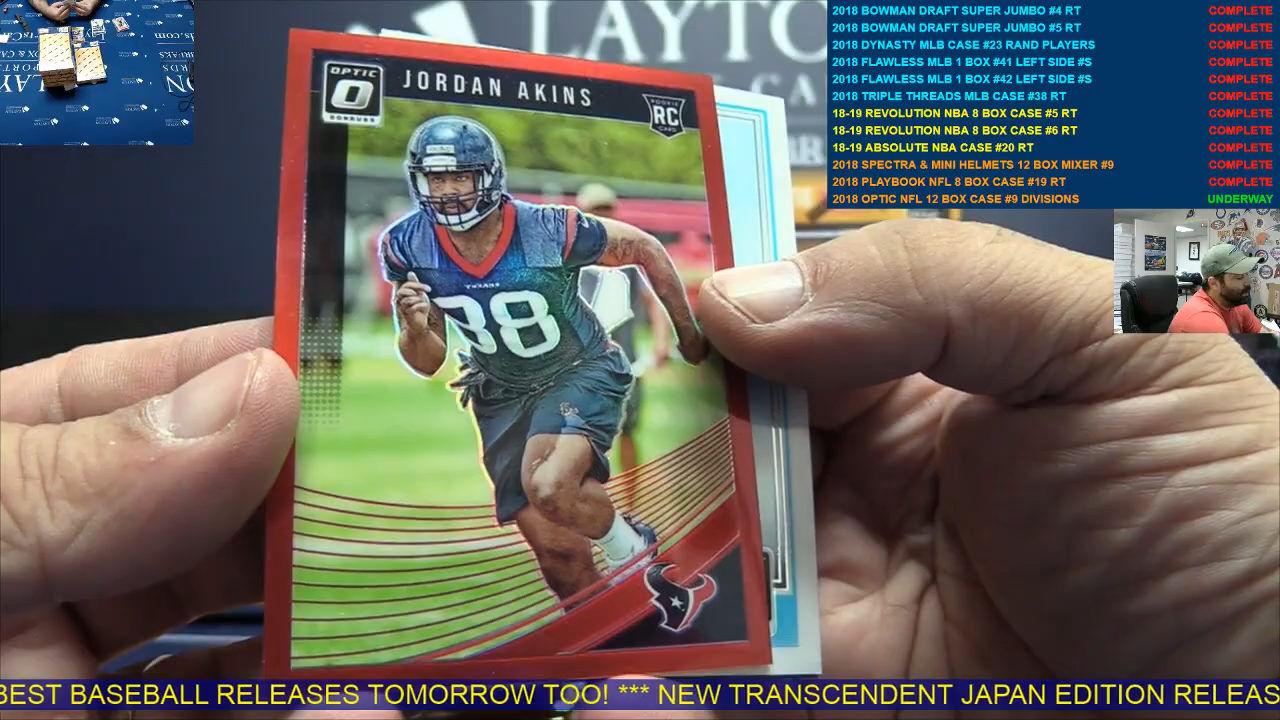 2018 BOWMAN DRAFT SUPER JUMBO #4 RT COMPLETE
2018 BOWMAN DRAFT SUPER JUMBO #5 RT COMPLETE
2018 DYNASTY MLB CASE #23 RAND PLAYERS COMPLETE
2018 FLAWLESS MLB 1 BOX #41 LEFT SIDE #S COMPLETE
2018 FLAWLESS MLB 1 BOX #42 LEFT SIDE #S COMPLETE
2018 TRIPLE THREADS MLB CASE #38 RT COMPLETE
18-19 REVOLUTION NBA 8 BOX CASE #5 RT COMPLETE
18-19 REVOLUTION NBA 8 BOX CASE #6 RT COMPLETE
18-19 ABSOLUTE NBA CASE #20 RT COMPLETE
2018 SPECTRA & MINI HELMETS 12 BOX MIXER #9 COMPLETE
2018 PLAYBOOK NFL 8 BOX CASE #19 RT COMPLETE
2018 OPTIC NFL 12 BOX CASE #9 DIVISIONS UNDERWAY
LAYTO
OPTIC
O
DONRUSS
JORDAN AKINS
ROOKIE
RC
CARD
TEXANS
88
BEST BASEBALL RELEASES TOMORROW TOO! *** NEW TRANSCENDENT JAPAN EDITION RELEAS